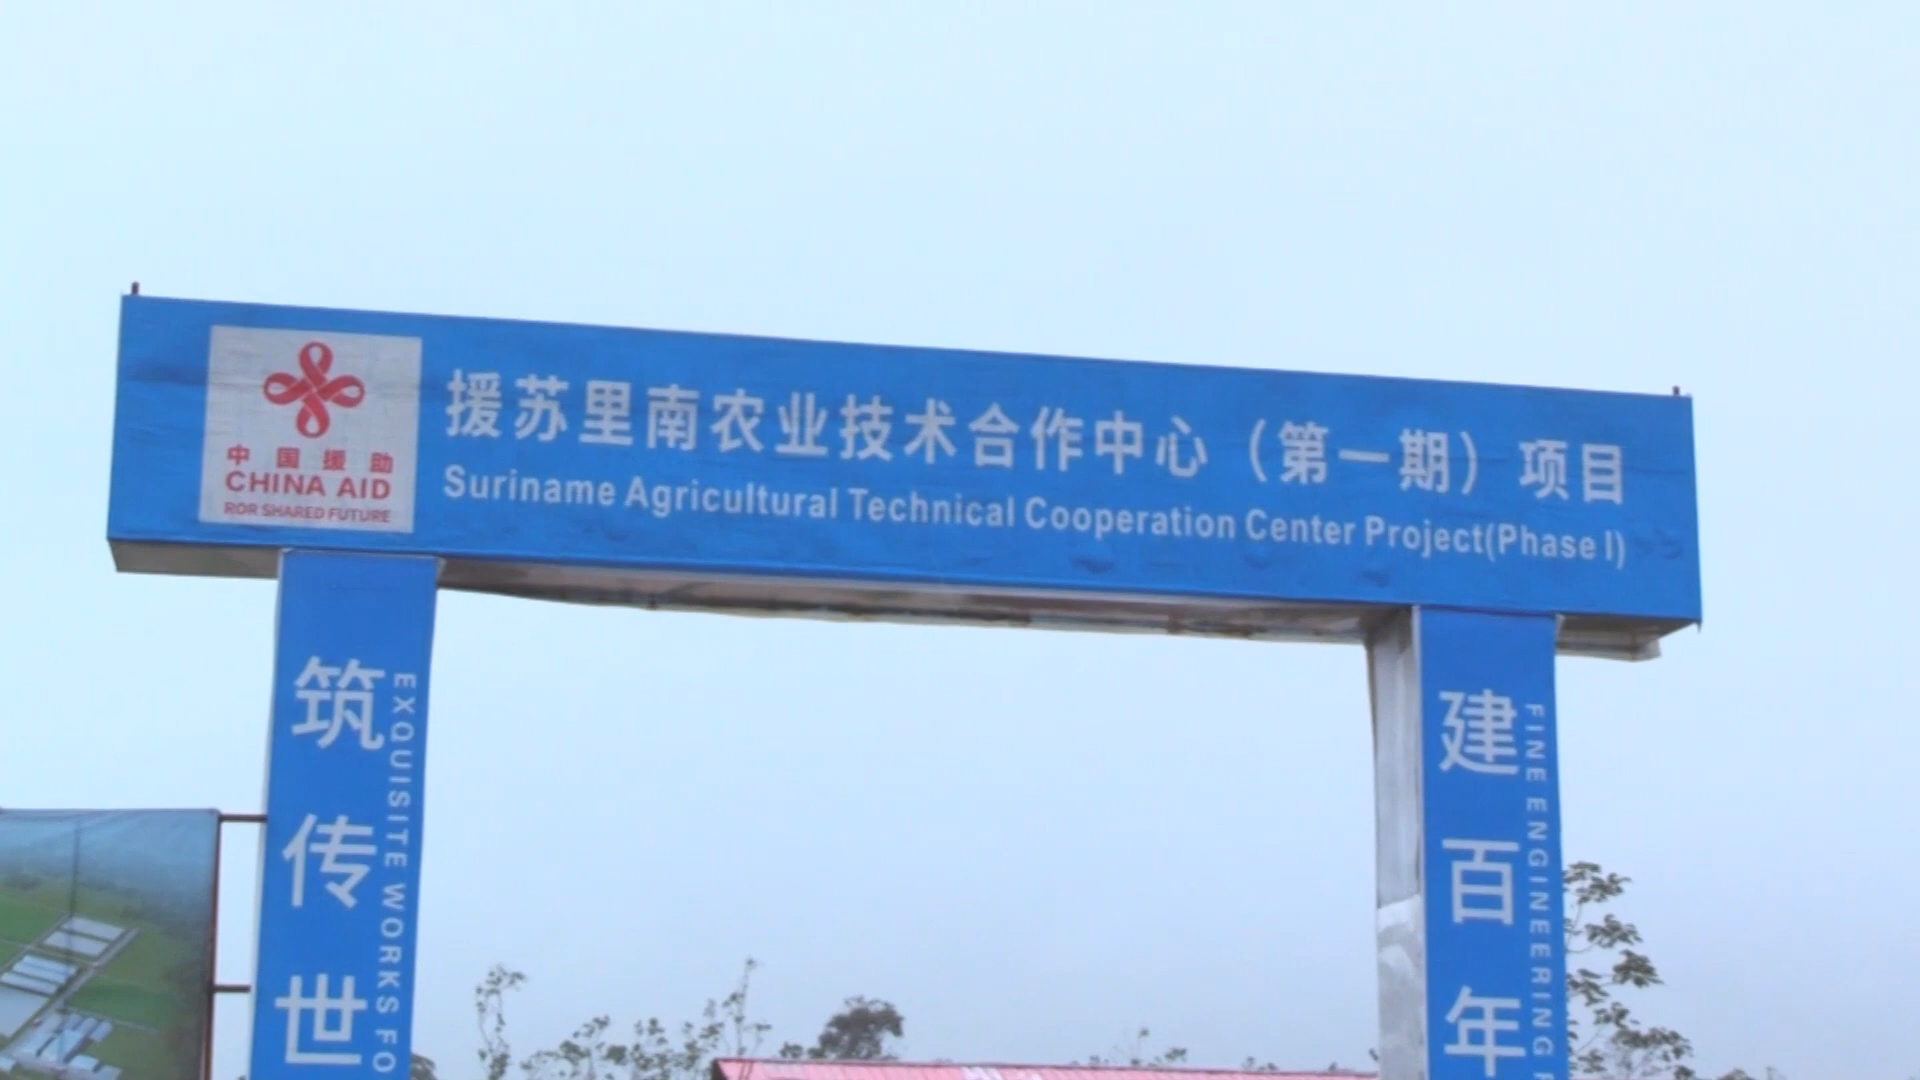 中国援助
CHINA AID
ROR SHARED FUTURE
援苏里南农业技术合作中心（第一期）项目
Suriname Agricultural Technical Cooperation Center Project(Phase I)
筑传世
EXQUISITE WORKS FO
建百年
FINE ENGINEERING F